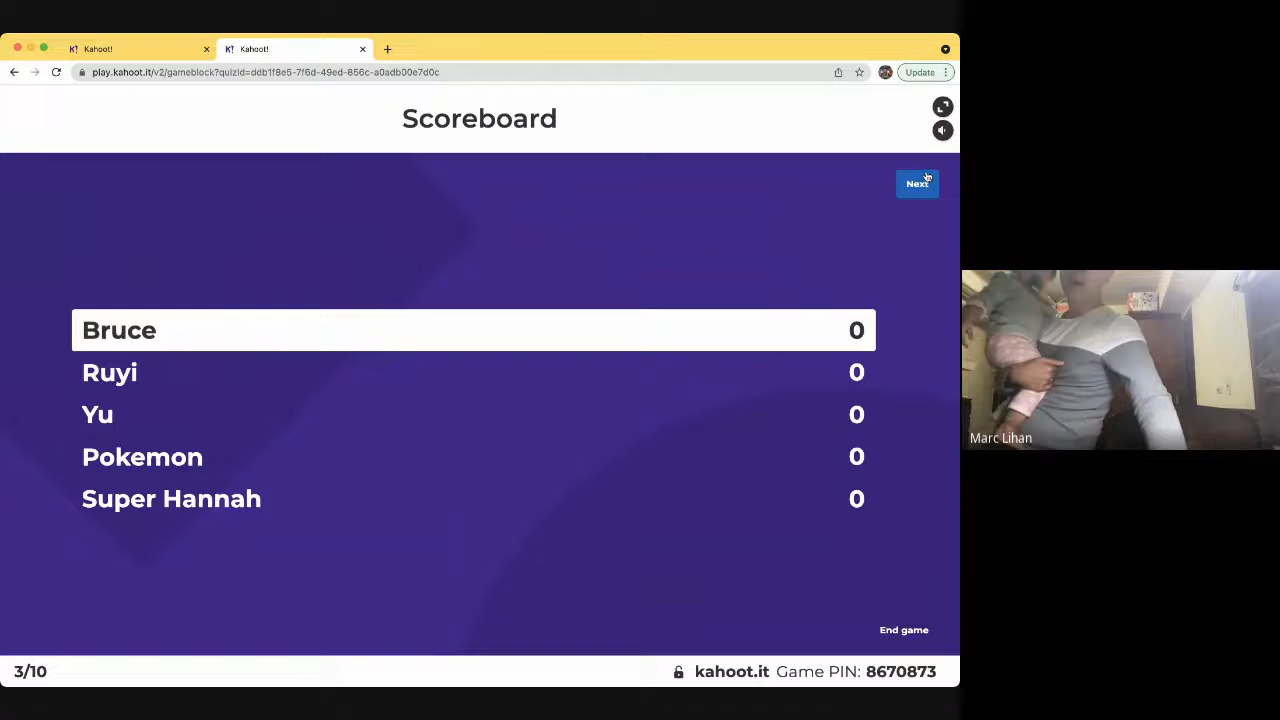 Kahoot!
Kahoot!
play.kahoot.it/v2/gameblock?quizId=ddb1f8e5-7f6d-49ed-856c-a0adb00e7d0c
Update
Scoreboard
Next
Bruce 0
Ruyi 0
Yu 0
Pokemon 0
Super Hannah 0
End game
3/10
kahoot.it Game PIN: 8670873
Marc Lihan